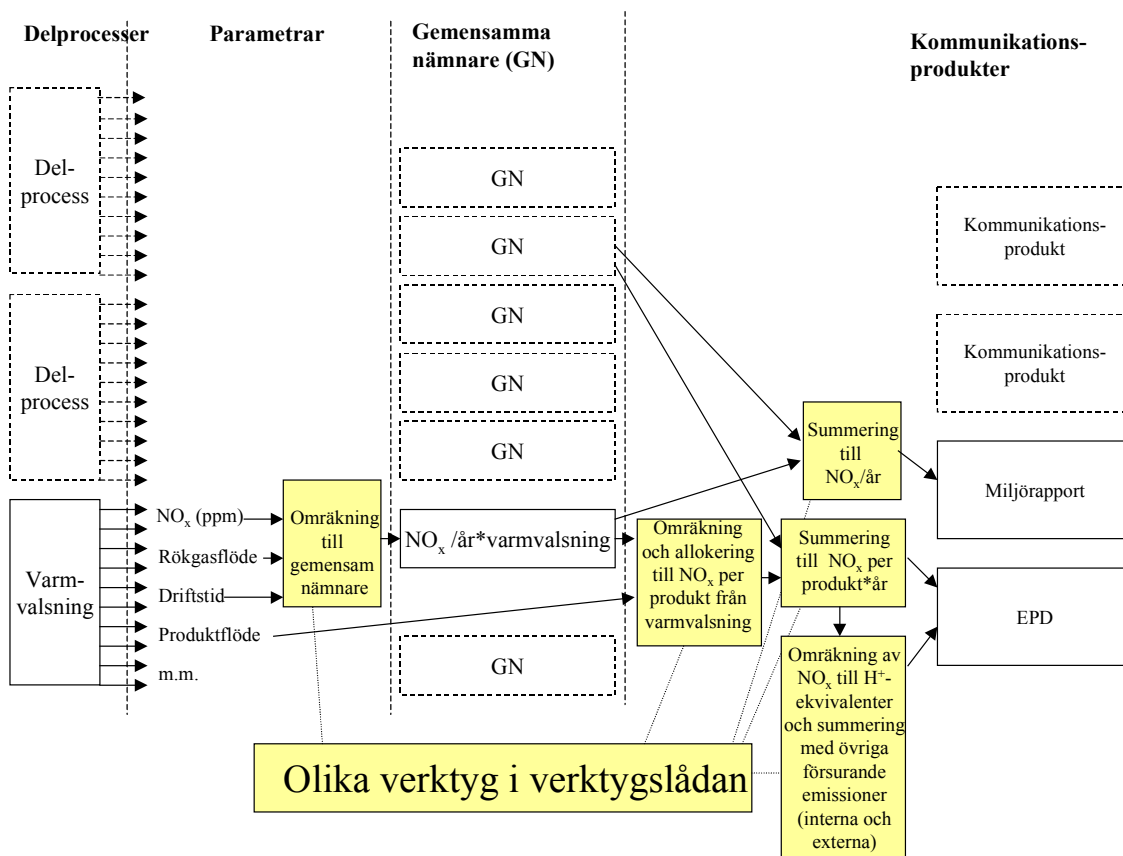 Delprocesser
Parametrar
Gemensamma
nämnare (GN)
Kommunikations-
produkter
Del-
process
Del-
process
Varm-
valsning
NOx (ppm)
Rökgasflöde
Driftstid
Produktflöde
m.m.
Omräkning
till
gemensam
nämnare
GN
GN
GN
GN
GN
NOx /år*varmvalsning
GN
Omräkning
och allokering
till NOx per
produkt från
varmvalsning
Summering
till
NOx/år
Summering
till NOx per
produkt*år
Omräkning av
NOx till H+-
ekvivalenter
och summering
med övriga
försurande
emissioner
(interna och
externa)
Kommunikations-
produkt
Kommunikations-
produkt
Miljörapport
EPD
Olika verktyg i verktygslådan